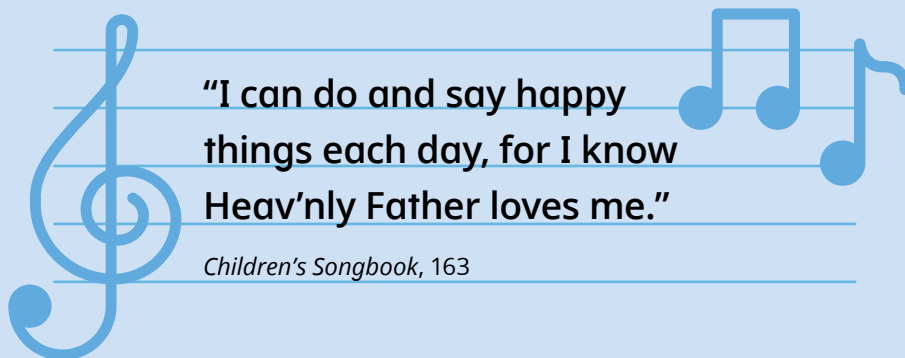 “I can do and say happy
things each day, for I know
Heav’nly Father loves me.”
Children’s Songbook, 163